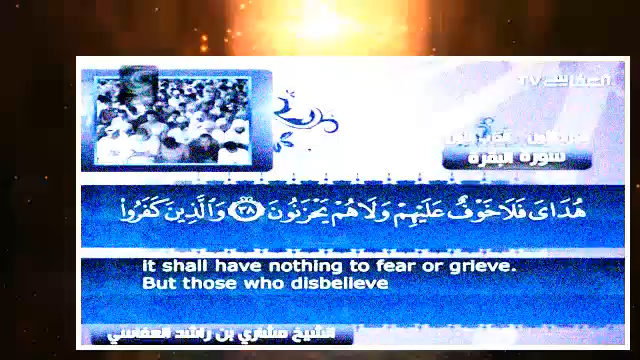 العفاسي TV
سورة البقرة
هُدَايَ فَلَا خَوْفٌ عَلَيْهِمْ وَلَا هُمْ يَحْزَنُونَ ٣٨ وَالَّذِينَ كَفَرُوا
it shall have nothing to fear or grieve.
But those who disbelieve
الشيخ مشاري بن راشد العفاسي